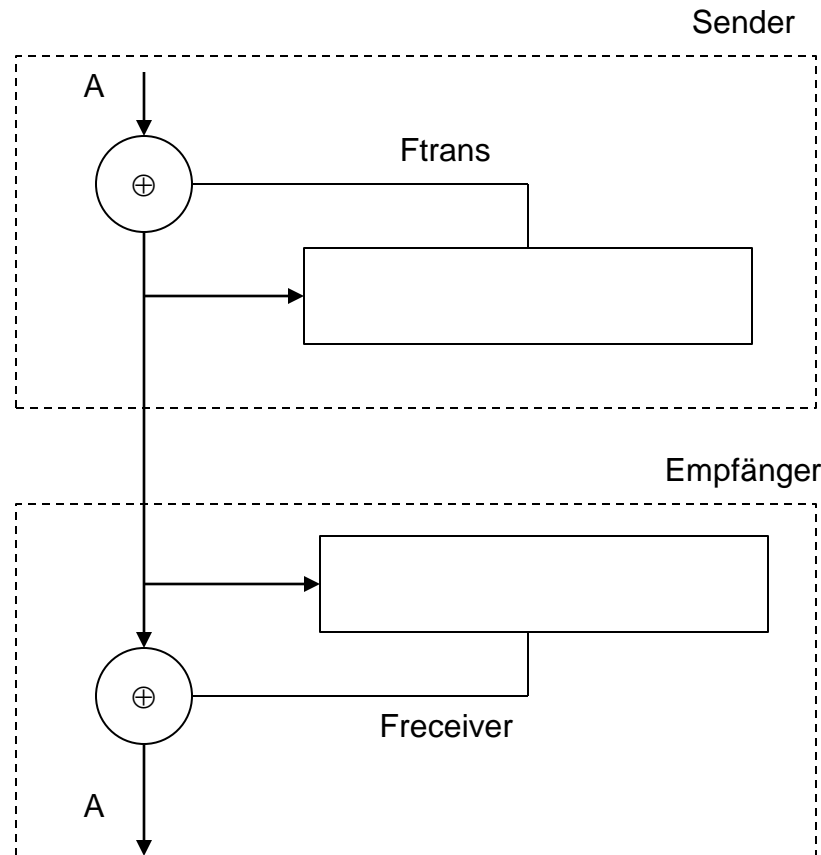 Sender
A
Ftrans
⊕
Empfänger
⊕
Freceiver
A